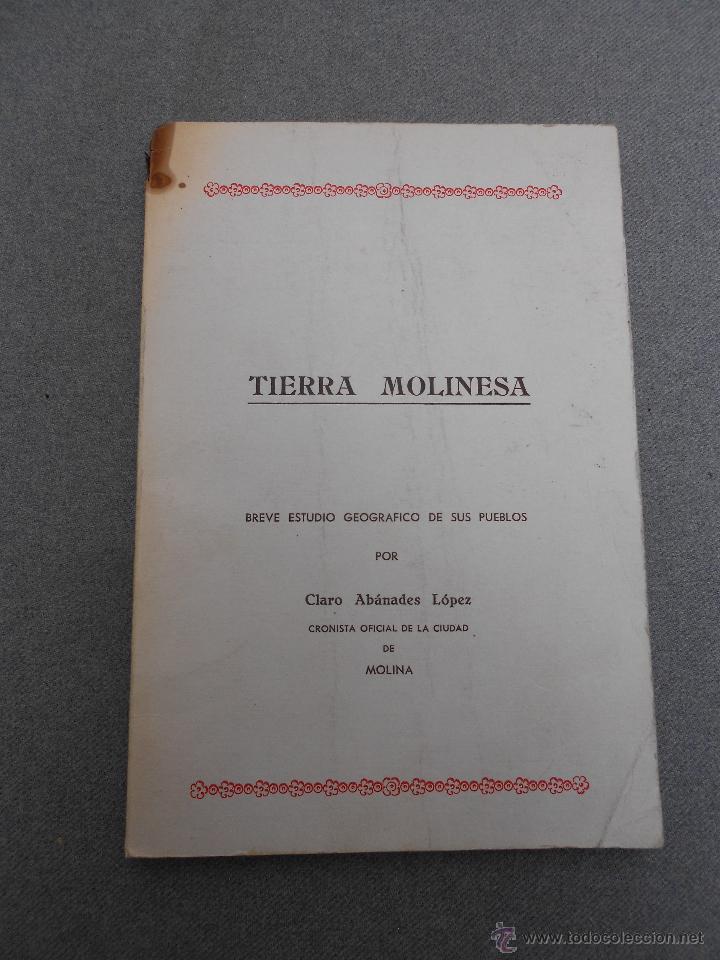 TIERRA MOLINESA
BREVE ESTUDIO GEOGRAFICO DE SUS PUEBLOS
POR
Claro Abánades López
CRONISTA OFICIAL DE LA CIUDAD
DE
MOLINA
www.todocoleccion.net